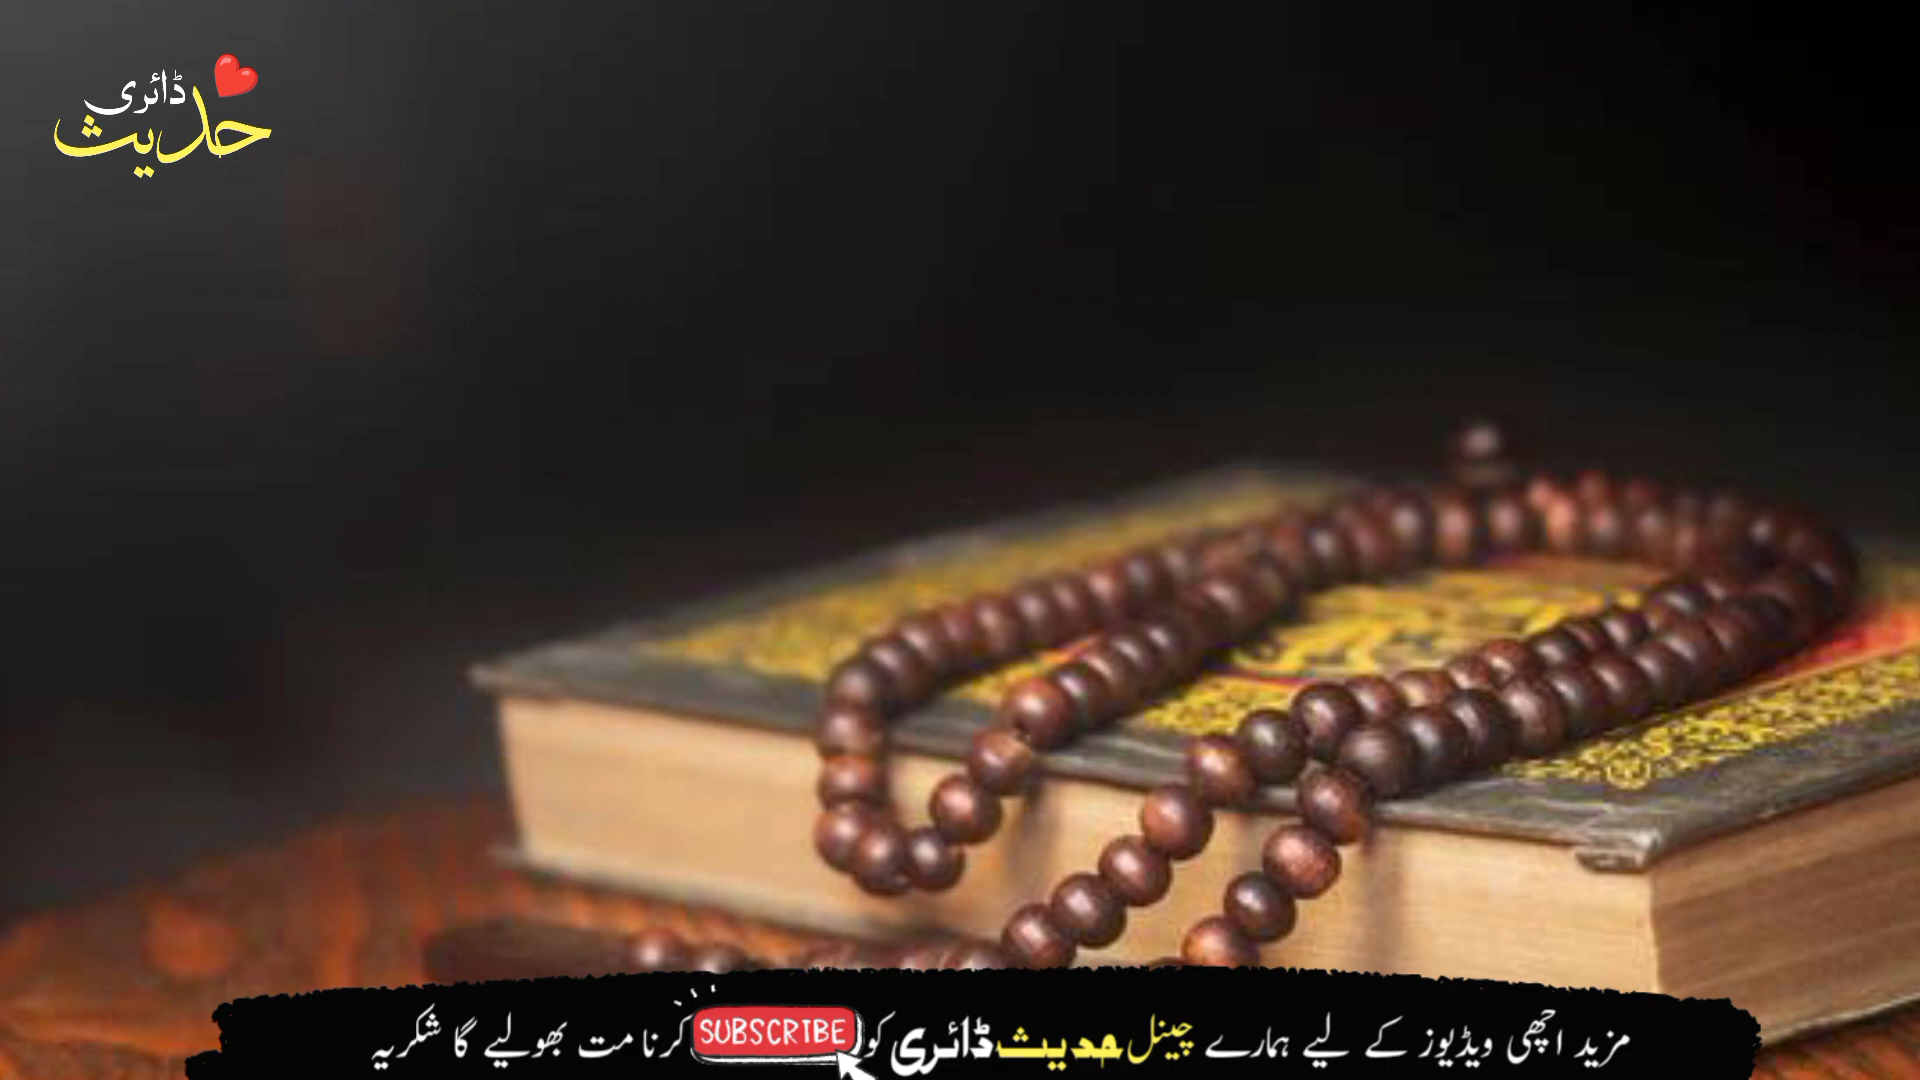 ڈائری
حدیث
مزید اچھی ویڈیوز کے لیے ہمارے چینل حدیث ڈائری کو SUBSCRIBE کرنا مت بھولیے گا شکریہ